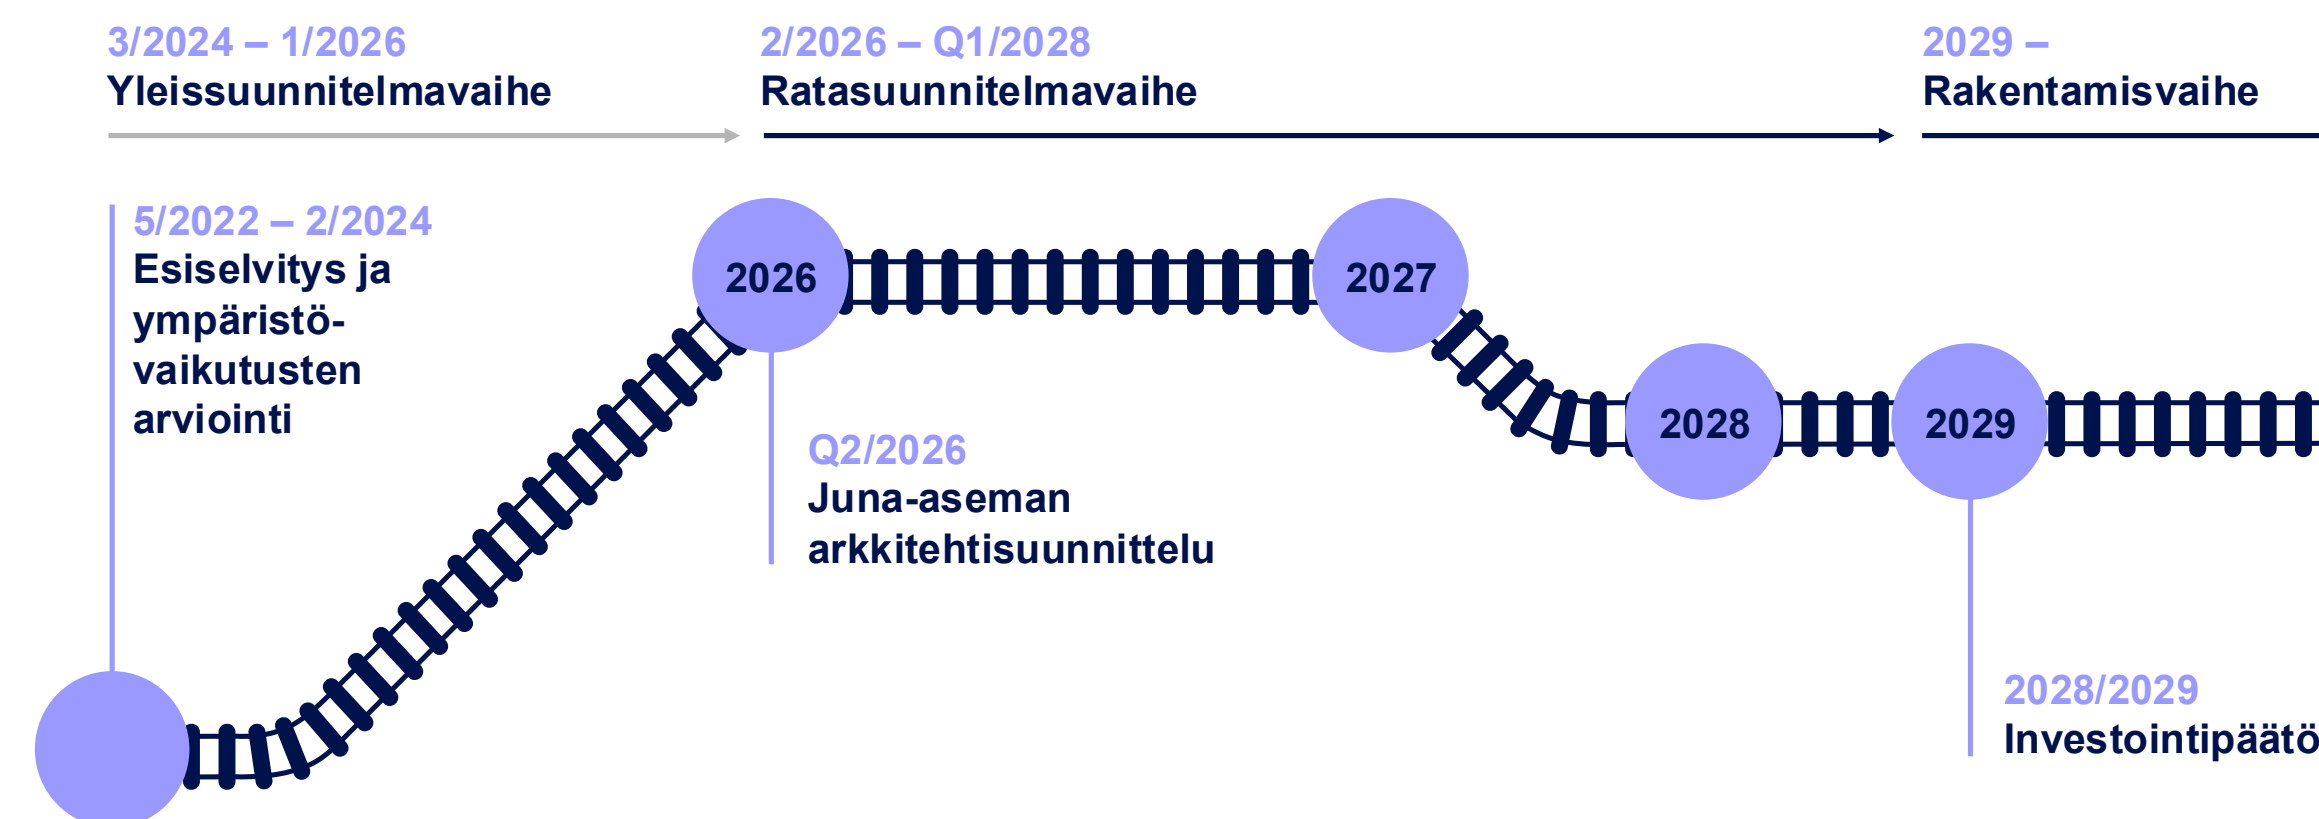 3/2024 – 1/2026
Yleissuunnitelmavaihe
2/2026 – Q1/2028
Ratasuunnitelmavaihe
2029 –
Rakentamisvaihe
5/2022 – 2/2024
Esiselvitys ja
ympäristö-
vaikutusten
arviointi
2026
2027
2028
2029
Q2/2026
Juna-aseman
arkkitehtisuunnittelu
2028/2029
Investointipäätö